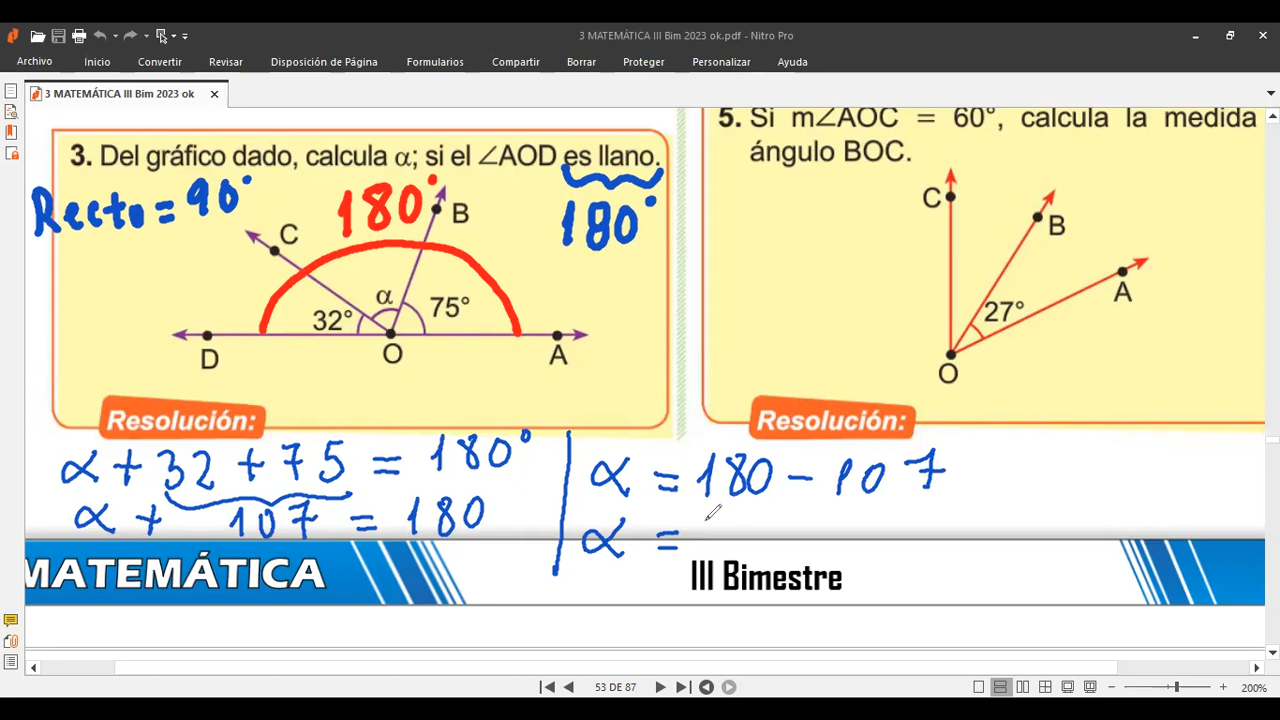 3 MATEMÁTICA III Bim 2023 ok.pdf - Nitro Pro
Archivo Inicio Convertir Revisar Disposición de Página Formularios Compartir Borrar Proteger Personalizar Ayuda
3 MATEMÁTICA III Bim 2023 ok
3. Del gráfico dado, calcula α; si el ∠AOD es llano.
Recto = 90°
180°
180°
C
B
α
32°
75°
D
O
A
Resolución:
α + 32 + 75 = 180°
α + 107 = 180
α = 180 - 107
α =
5. Si m∠AOC = 60°, calcula la medida
ángulo BOC.
C
B
A
27°
O
Resolución:
MATEMÁTICA
III Bimestre
53 DE 87
200%